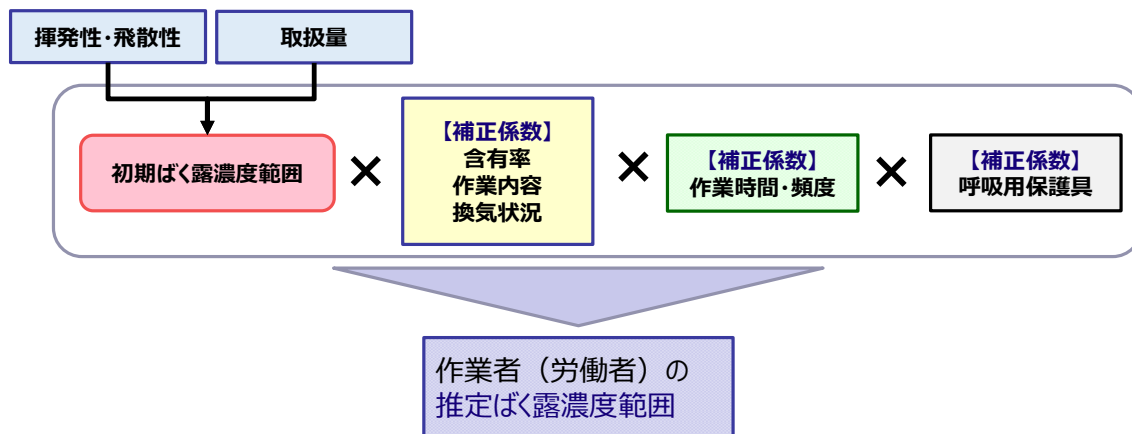 揮発性・飛散性
取扱量
初期ばく露濃度範囲
×
【補正係数】
含有率
作業内容
換気状況
×
【補正係数】
作業時間・頻度
×
【補正係数】
呼吸用保護具
作業者（労働者）の
推定ばく露濃度範囲